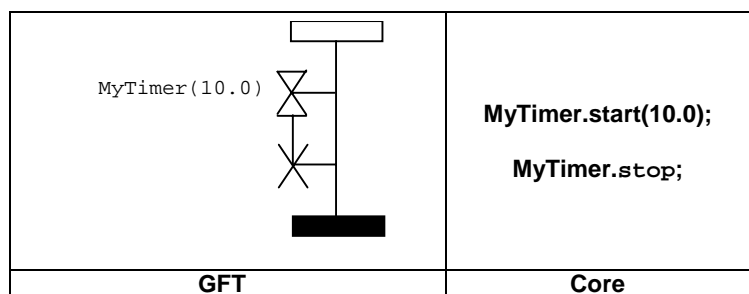 MyTimer(10.0)
MyTimer.start(10.0);
MyTimer.stop;
GFT
Core